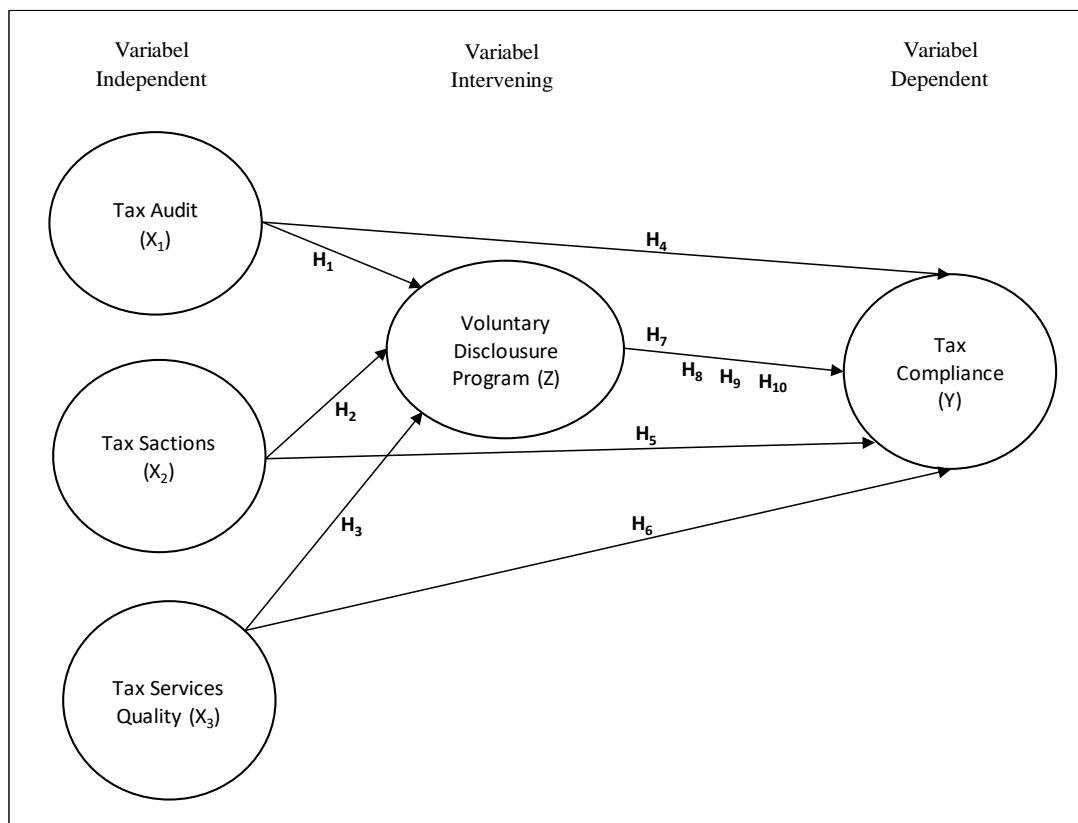 Variabel
Independent
Variabel
Intervening
Variabel
Dependent
Tax Audit
(X₁)
H₄
H₁
Voluntary
Disclousure
Program (Z)
H₇
H₈ H₉ H₁₀
Tax
Compliance
(Y)
H₂
Tax Sactions
(X₂)
H₅
H₃
H₆
Tax Services
Quality (X₃)